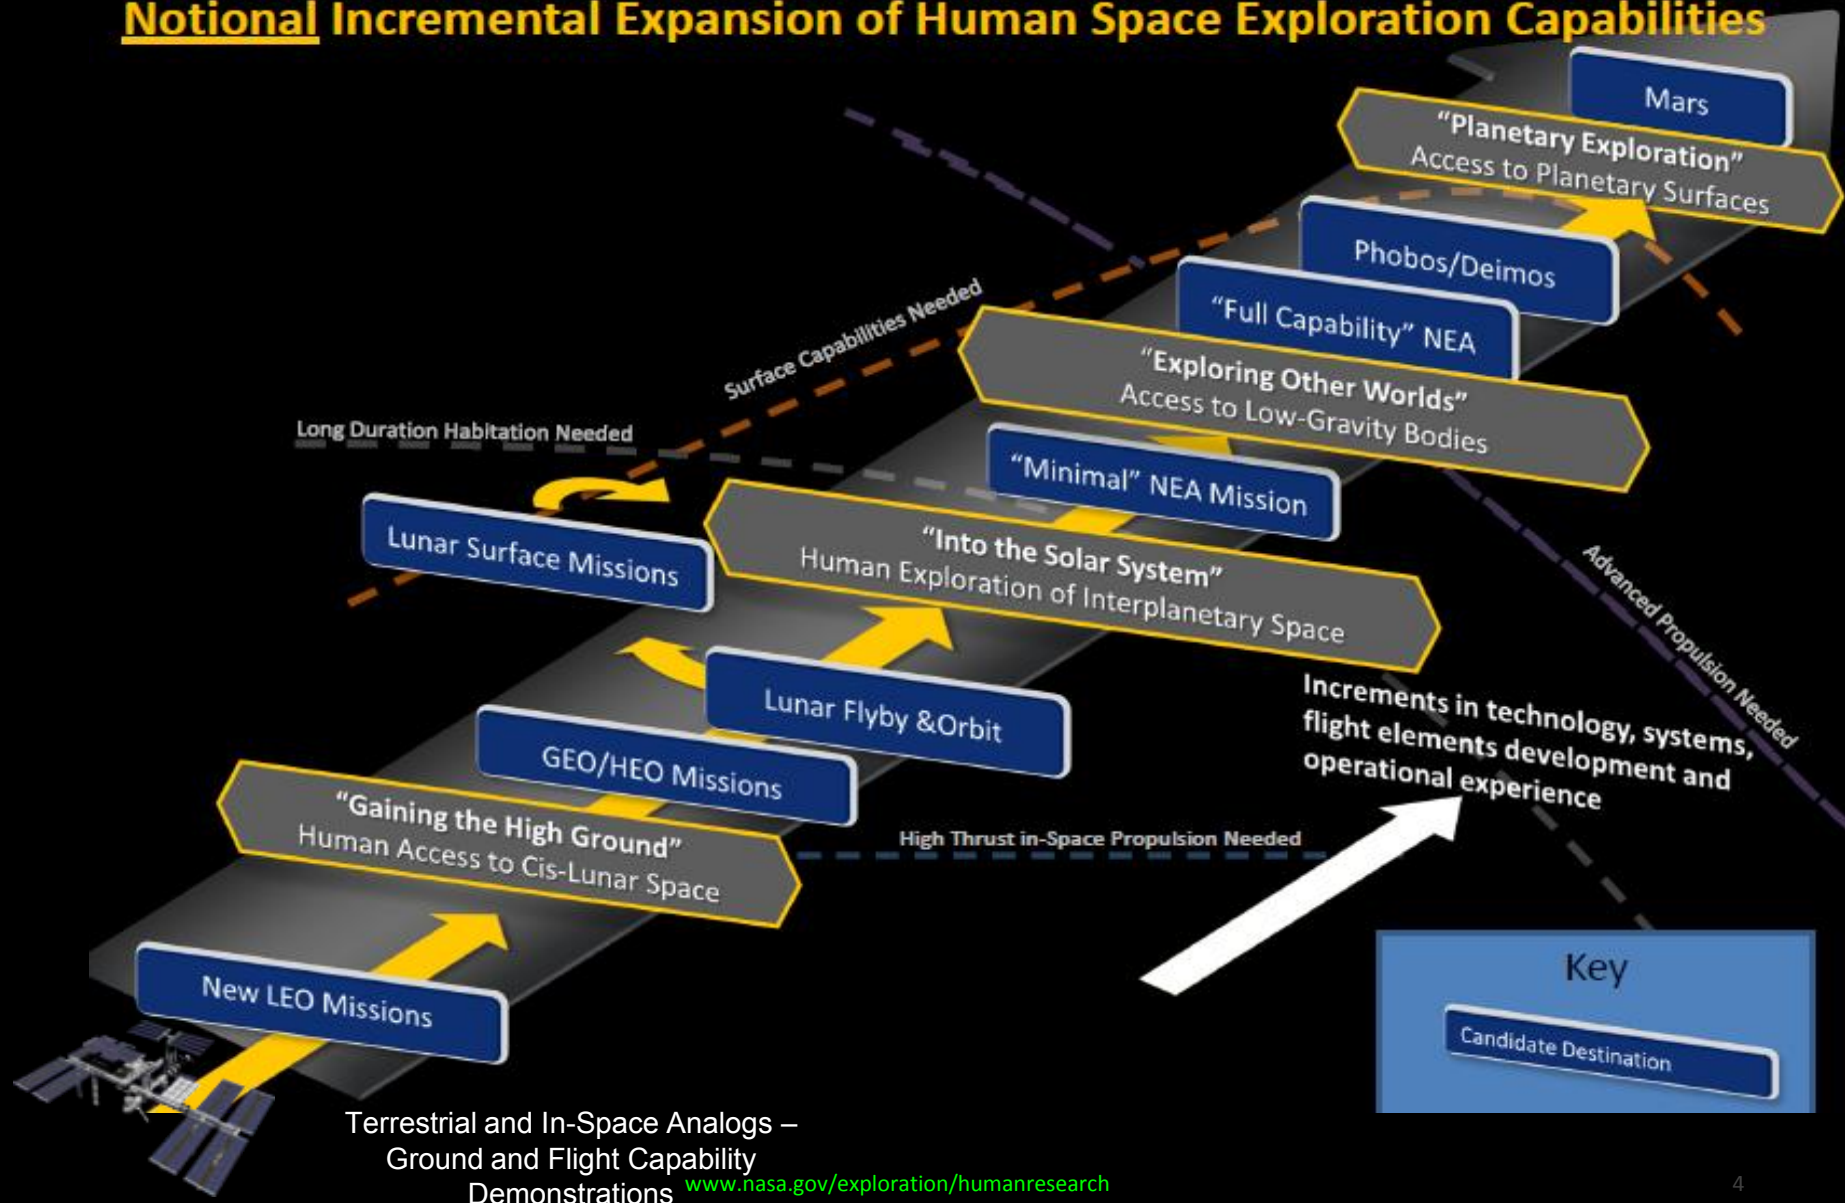 Notional Incremental Expansion of Human Space Exploration Capabilities
Mars
“Planetary Exploration”
Access to Planetary Surfaces
Phobos/Deimos
“Full Capability” NEA
“Exploring Other Worlds”
Access to Low-Gravity Bodies
Surface Capabilities Needed
Long Duration Habitation Needed
“Minimal” NEA Mission
Lunar Surface Missions
“Into the Solar System”
Human Exploration of Interplanetary Space
Advanced Propulsion Needed
Lunar Flyby &Orbit
GEO/HEO Missions
Increments in technology, systems,
flight elements development and
operational experience
“Gaining the High Ground”
Human Access to Cis-Lunar Space
High Thrust in-Space Propulsion Needed
New LEO Missions
Key
Candidate Destination
Terrestrial and In-Space Analogs –
Ground and Flight Capability
Demonstrations
www.nasa.gov/exploration/humanresearch
4